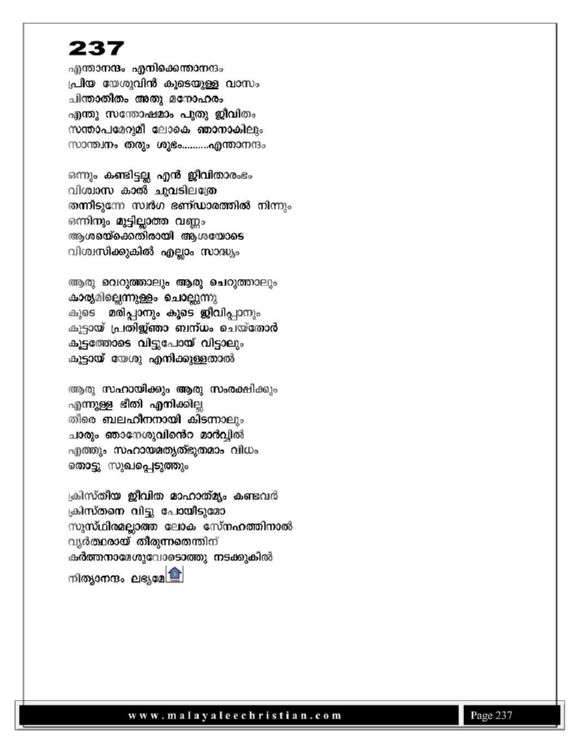 237
എന്താനന്ദം എനിക്കെന്താനന്ദം
പ്രിയ യേശുവിൻ കൂടെയുള്ള വാസം
ചിന്താതീതം അതു മനോഹരം
എന്തു സന്തോഷമാം പുതു ജീവിതം
സന്താപമേറുമീ ലോകെ ഞാനാകിലും
സാന്ത്വനം തരും ശുഭം.........എന്താനന്ദം
ഒന്നും കണ്ടിട്ടല്ല എൻ ജീവിതാരംഭം
വിശ്വാസ കാൽ ചുവടിലത്രേ
തന്നീടുന്നേ സ്വർഗ ഭണ്ഡാരത്തിൽ നിന്നും
ഒന്നിനും മുട്ടില്ലാത്ത വണ്ണം
ആശയ്ക്കെതിരായി ആശയോടെ
വിശ്വസിക്കുകിൽ എല്ലാം സാദ്ധ്യം
ആരു വെറുത്താലും ആരു ചെറുത്താലും
കാര്യമില്ലെന്നുള്ളം ചൊല്ലുന്നു
കൂടെ മരിപ്പാനും കൂടെ ജീവിപ്പാനും
കൂട്ടായ് പ്രതിജ്ഞാ ബന്ധം ചെയ്തോർ
കൂട്ടത്തോടെ വിട്ടുപോയ് വിട്ടാലും
കൂട്ടായ് യേശു എനിക്കുള്ളതാൽ
ആരു സഹായിക്കും ആരു സംരക്ഷിക്കും
എന്നുള്ള ഭീതി എനിക്കില്ല
തീരെ ബലഹീനനായി കിടന്നാലും
ചാരും ഞാനേശുവിൻെറ മാർവ്വിൽ
എത്തും സഹായമത്യത്ഭുതമാം വിധം
തൊട്ടു സുഖപ്പെടുത്തും
ക്രിസ്തീയ ജീവിത മാഹാത്മ്യം കണ്ടവർ
ക്രിസ്തനെ വിട്ടു പോയീടുമോ
സുസ്ഥിരമല്ലാത്ത ലോക സ്നേഹത്തിനാൽ
വ്യർത്ഥരായ് തീരുന്നതെന്തിന്
കർത്തനാമേശുവോടൊത്തു നടക്കുകിൽ
നിത്യാനന്ദം ലഭ്യമേ
www.malayaleechristian.com
Page 237